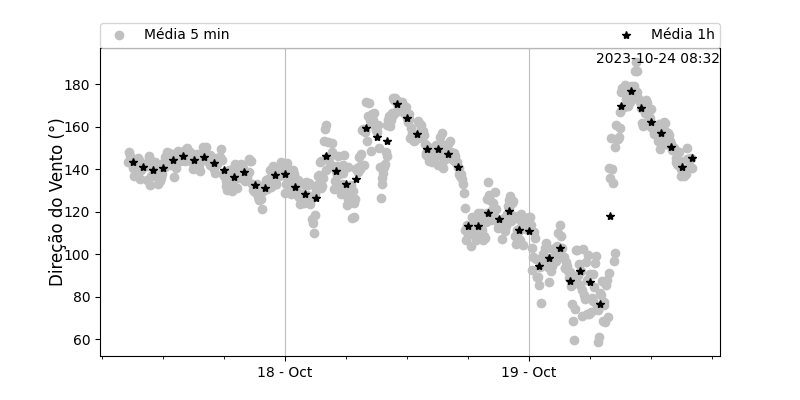 Média 5 min
Média 1h
2023-10-24 08:32
Direção do Vento (°)
180
160
140
120
100
80
60
18 - Oct
19 - Oct